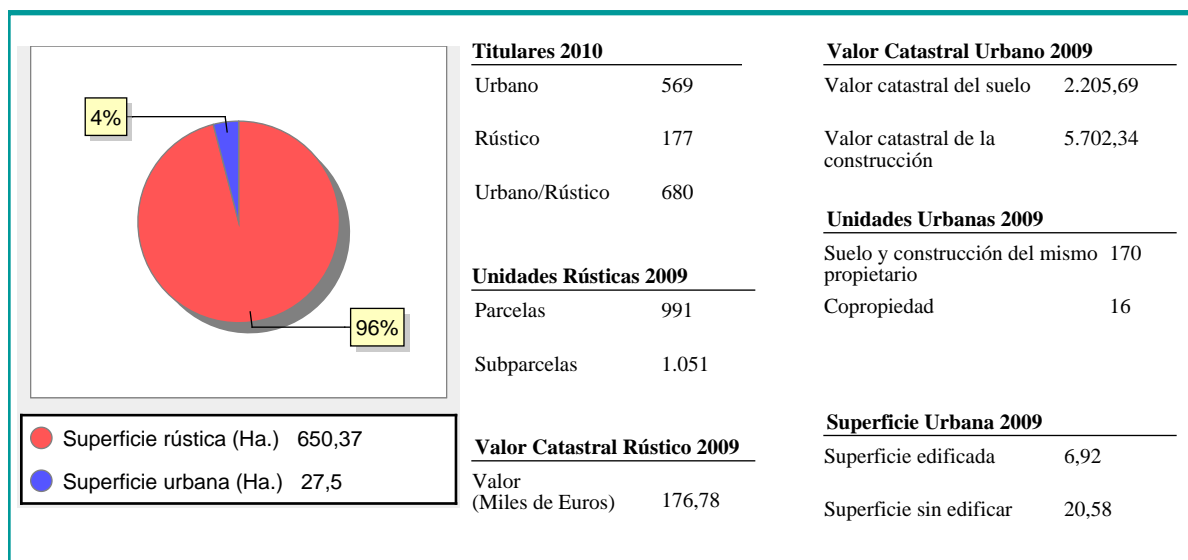 4%
96%
Superficie rústica (Ha.) 650,37
Superficie urbana (Ha.) 27,5
Titulares 2010
Urbano 569
Rústico 177
Urbano/Rústico 680
Unidades Rústicas 2009
Parcelas 991
Subparcelas 1.051
Valor Catastral Rústico 2009
Valor
(Miles de Euros) 176,78
Valor Catastral Urbano 2009
Valor catastral del suelo 2.205,69
Valor catastral de la 5.702,34
construcción
Unidades Urbanas 2009
Suelo y construcción del mismo 170
propietario
Copropiedad 16
Superficie Urbana 2009
Superficie edificada 6,92
Superficie sin edificar 20,58